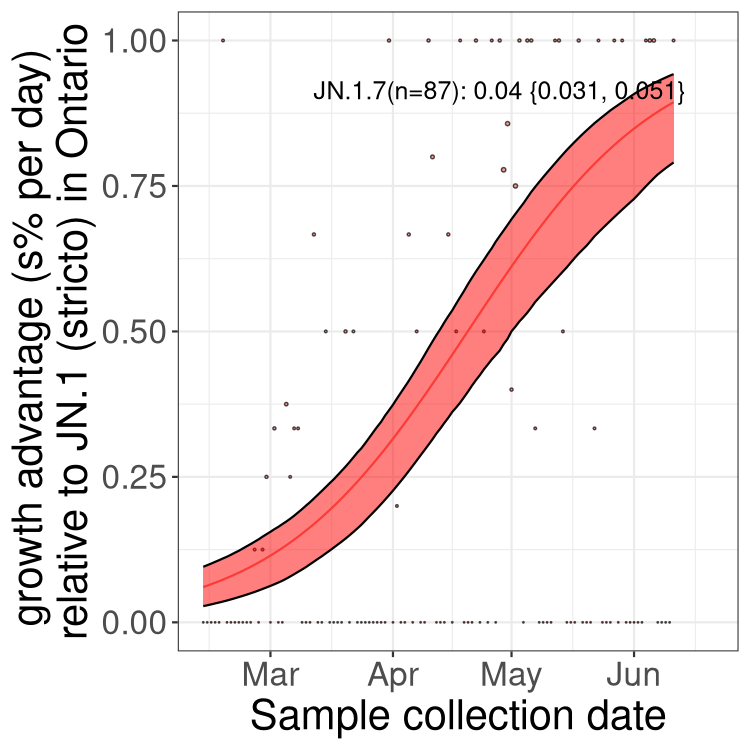 growth advantage (s% per day)
relative to JN.1 (stricto) in Ontario
1.00
0.75
0.50
0.25
0.00
JN.1.7(n=87): 0.04 {0.031, 0.051}
Mar Apr May Jun
Sample collection date